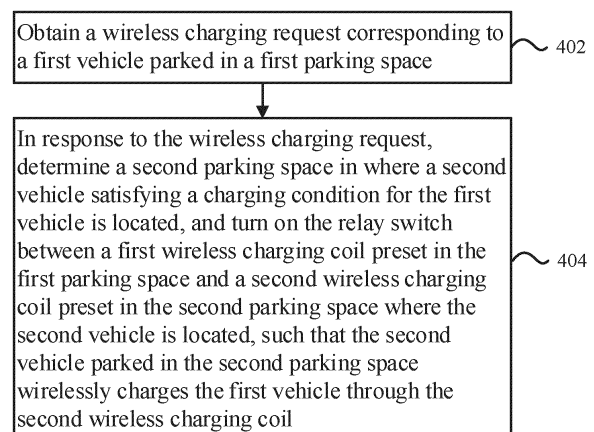 Obtain a wireless charging request corresponding to
a first vehicle parked in a first parking space
402
In response to the wireless charging request,
determine a second parking space in where a second
vehicle satisfying a charging condition for the first
vehicle is located, and turn on the relay switch
between a first wireless charging coil preset in the
first parking space and a second wireless charging
coil preset in the second parking space where the
second vehicle is located, such that the second
vehicle parked in the second parking space
wirelessly charges the first vehicle through the
second wireless charging coil
404